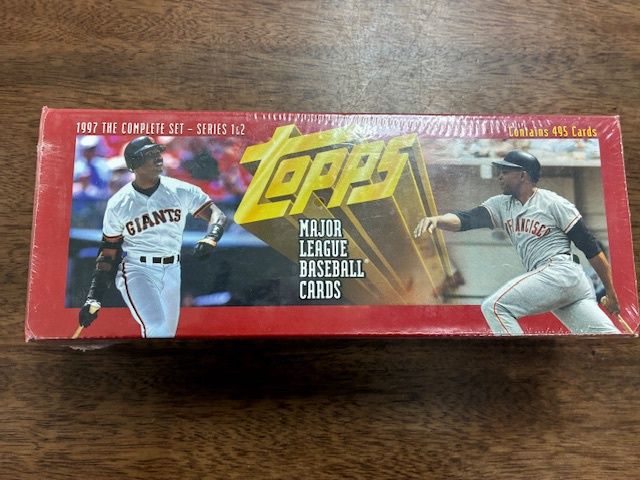 1997 THE COMPLETE SET - SERIES 1&2
Contains 495 Cards
Topps
MAJOR
LEAGUE
BASEBALL®
CARDS
GIANTS
FRANCISCO